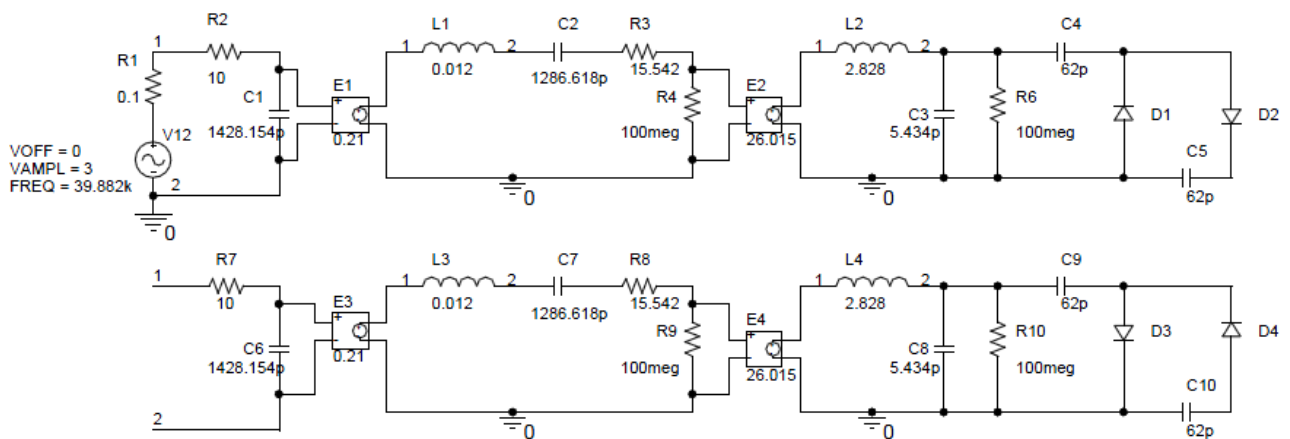 R2
L1
C2
R3
L2
C4
1
1
2
1
2
R1
10
0.012
1286.618p
15.542
2.828
62p
0.1
C1
E1
R4
E2
C3
R6
D1
D2
1428.154p
0.21
100meg
26.015
5.434p
100meg
V12
VOFF = 0
VAMPL = 3
FREQ = 39.882k
2
C5
62p
0
0
0
R7
L3
C7
R8
L4
C9
1
1
2
1
2
10
0.012
1286.618p
15.542
2.828
62p
E3
R9
E4
C6
0.21
C8
R10
D3
D4
1428.154p
100meg
26.015
5.434p
100meg
C10
2
62p
0
0